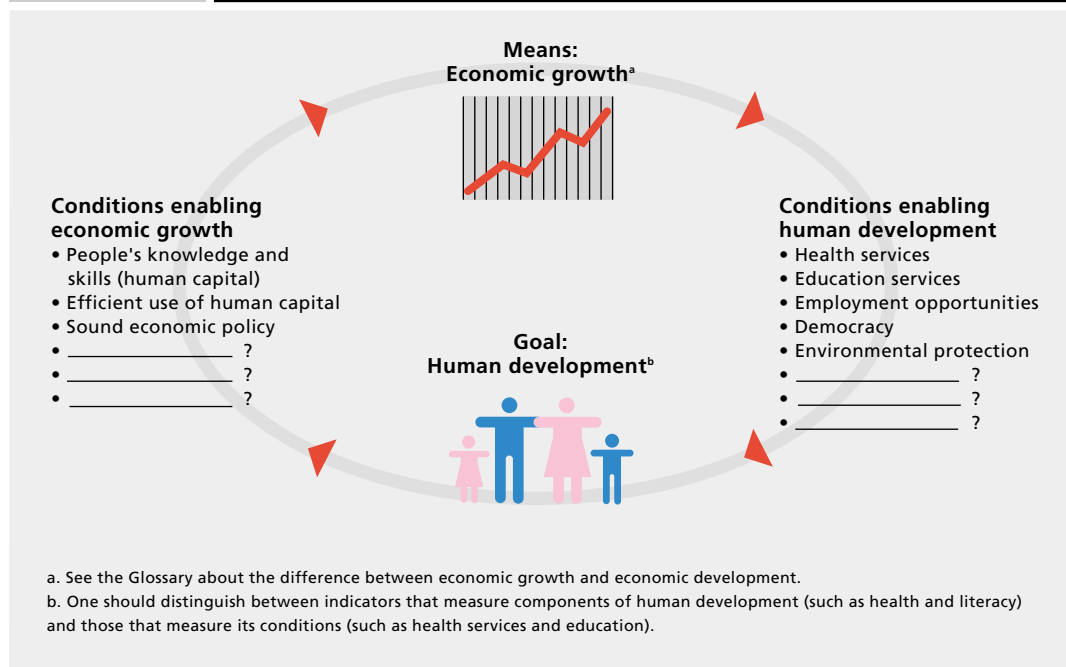 Means:
Economic growthᵃ
Conditions enabling
economic growth
• People's knowledge and
skills (human capital)
• Efficient use of human capital
• Sound economic policy
• ________________ ?
• ________________ ?
• ________________ ?
Conditions enabling
human development
• Health services
• Education services
• Employment opportunities
• Democracy
• Environmental protection
• ________________ ?
• ________________ ?
• ________________ ?
Goal:
Human developmentᵇ
a. See the Glossary about the difference between economic growth and economic development.
b. One should distinguish between indicators that measure components of human development (such as health and literacy)
and those that measure its conditions (such as health services and education).